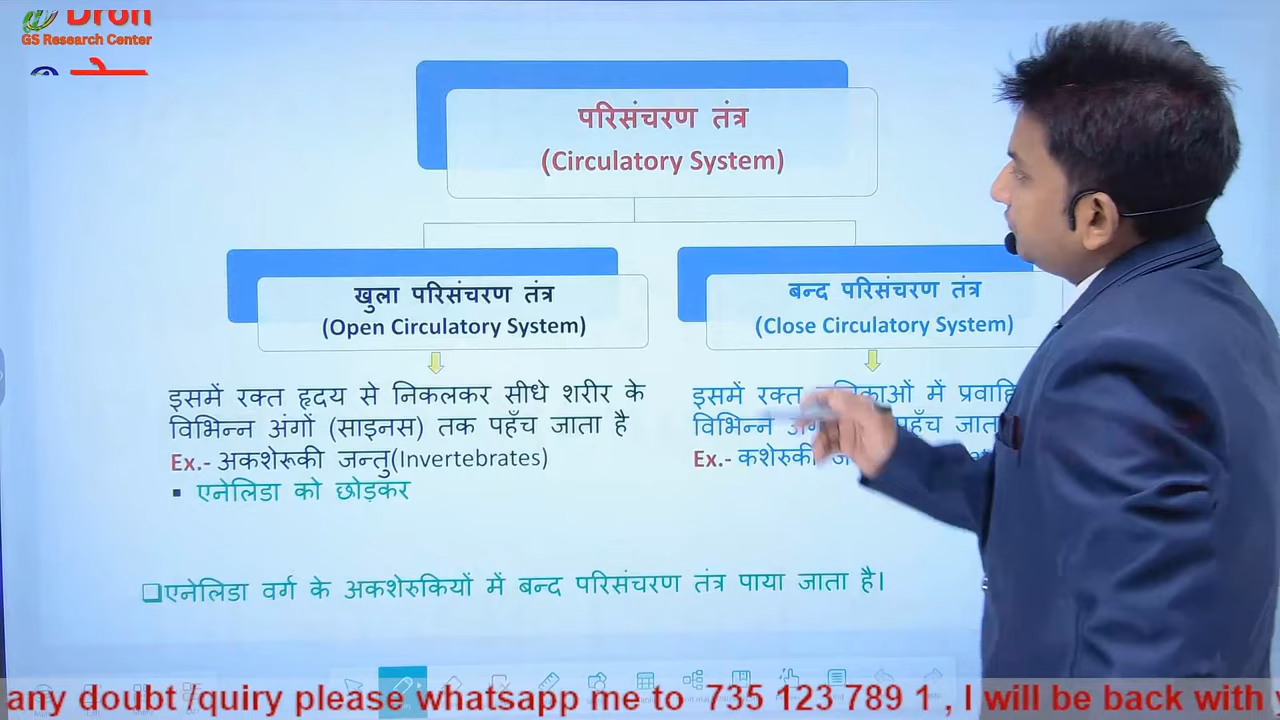 Dron
GS Research Center
परिसंचरण तंत्र
(Circulatory System)
खुला परिसंचरण तंत्र
(Open Circulatory System)
बन्द परिसंचरण तंत्र
(Close Circulatory System)
इसमें रक्त हृदय से निकलकर सीधे शरीर के
विभिन्न अंगों (साइनस) तक पहुँच जाता है
Ex.- अकशेरूकी जन्तु(Invertebrates)
▪ एनेलिडा को छोड़कर
इसमें रक्त में
विभिन्न
Ex.- कशेरुकी
❑एनेलिडा वर्ग के अकशेरुकियों में बन्द परिसंचरण तंत्र पाया जाता है।
any doubt /quiry please whatsapp me to 735 123 789 1 , I will be back with